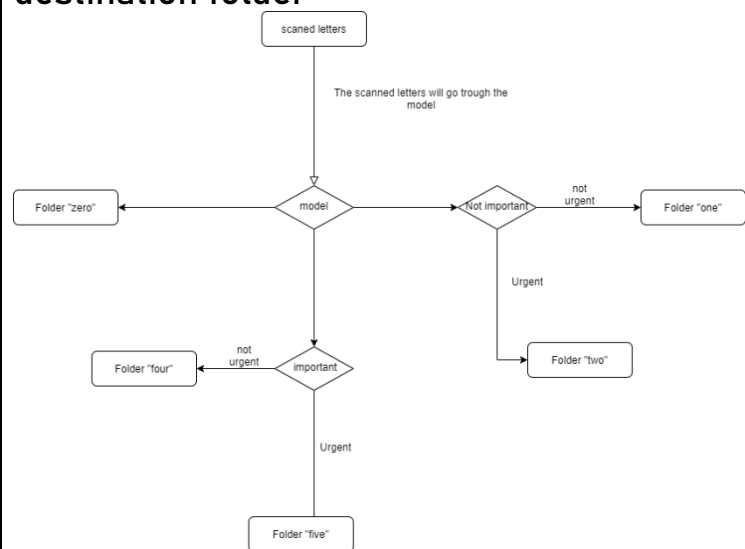 destination folder
scaned letters
The scanned letters will go trough the
model
Folder "zero"
model
Not important
not
urgent
Folder "one"
Urgent
Folder "two"
not
urgent
Folder "four"
important
Urgent
Folder "five"